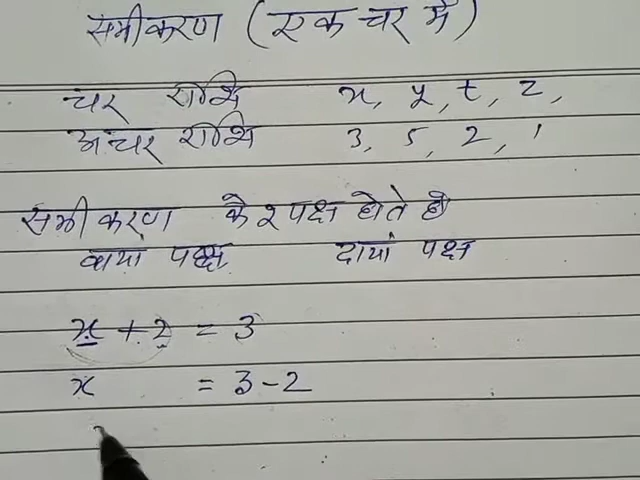 समीकरण (एक चर में)
चर राशि x, y, t, z,
अचर राशि 3, 5, 2, 1
समीकरण के २ पक्ष होते है
वायां पक्ष दायां पक्ष
x + 2 = 3
x = 3 - 2